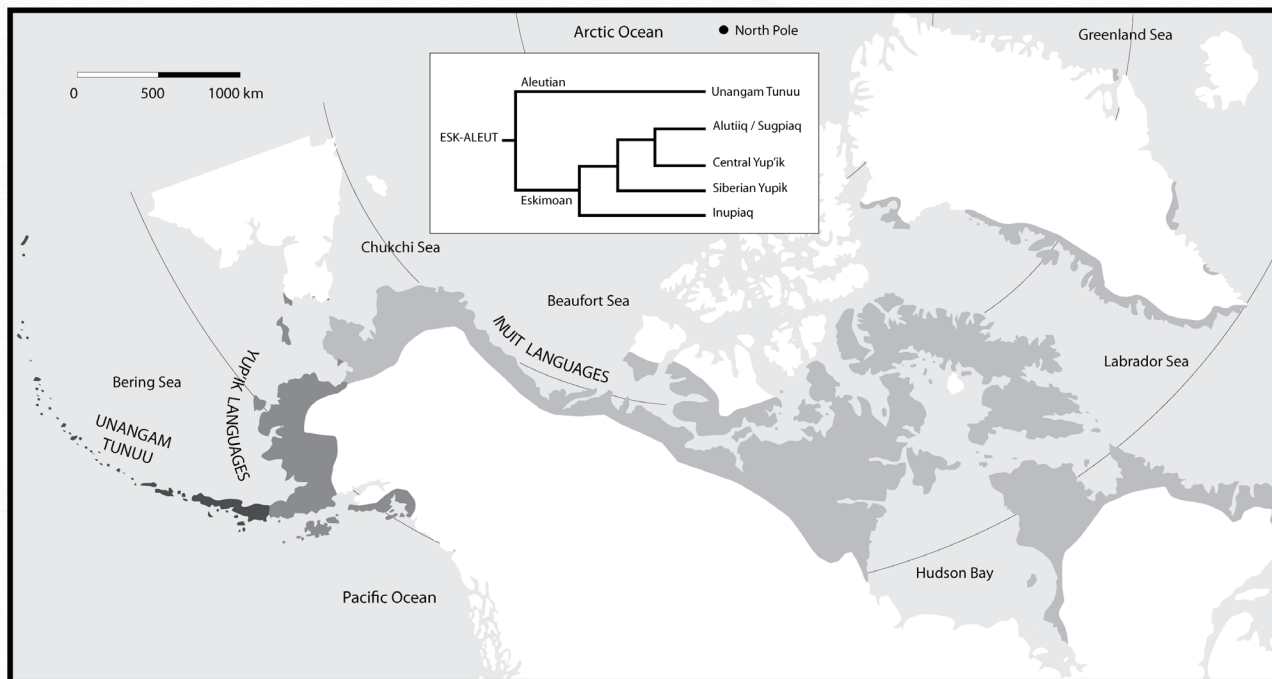 Arctic Ocean
North Pole
Greenland Sea
0 500 1000 km
Aleutian
Unangam Tunuu
Alutiiq / Sugpiaq
ESK-ALEUT
Central Yup'ik
Siberian Yupik
Eskimoan
Inupiaq
Chukchi Sea
Beaufort Sea
INUIT LANGUAGES
Labrador Sea
YUP'IK LANGUAGES
Bering Sea
UNANGAM
TUNUU
Hudson Bay
Pacific Ocean